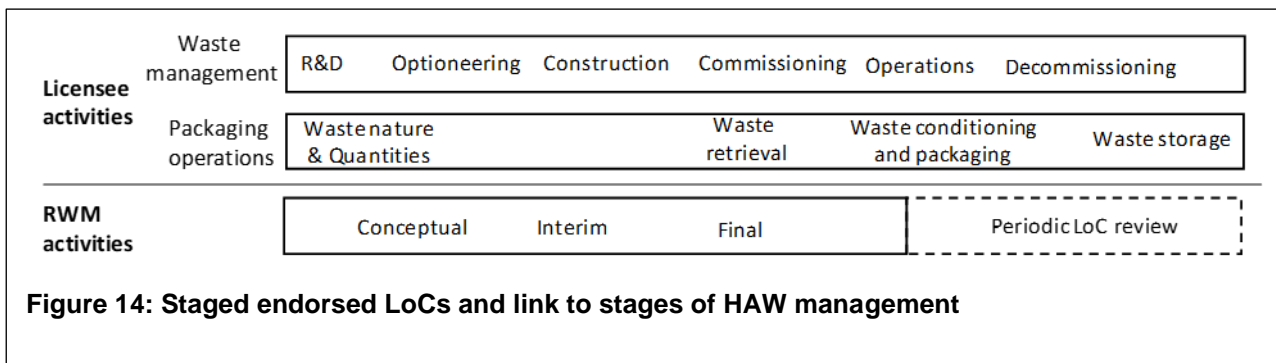 Waste
management
R&D Optioneering Construction Commissioning Operations Decommissioning
Licensee
activities
Packaging
operations
Waste nature
& Quantities
Waste
retrieval
Waste conditioning
and packaging
Waste storage
RWM
activities
Conceptual Interim Final
Periodic LoC review
Figure 14: Staged endorsed LoCs and link to stages of HAW management